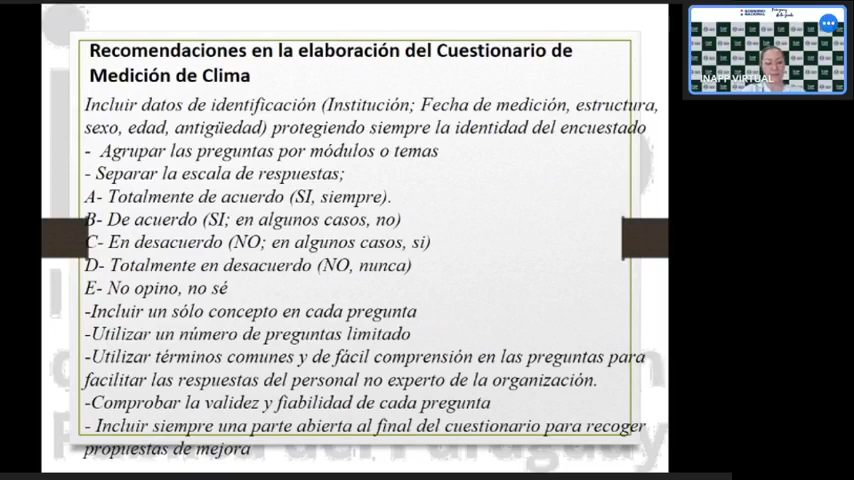 Recomendaciones en la elaboración del Cuestionario de
Medición de Clima
Incluir datos de identificación (Institución; Fecha de medición, estructura,
sexo, edad, antigüedad) protegiendo siempre la identidad del encuestado
- Agrupar las preguntas por módulos o temas
- Separar la escala de respuestas;
A- Totalmente de acuerdo (SI, siempre).
B- De acuerdo (SI; en algunos casos, no)
C- En desacuerdo (NO; en algunos casos, si)
D- Totalmente en desacuerdo (NO, nunca)
E- No opino, no sé
-Incluir un sólo concepto en cada pregunta
-Utilizar un número de preguntas limitado
-Utilizar términos comunes y de fácil comprensión en las preguntas para
facilitar las respuestas del personal no experto de la organización.
-Comprobar la validez y fiabilidad de cada pregunta
- Incluir siempre una parte abierta al final del cuestionario para recoger
propuestas de mejora
GOBIERNO
NACIONAL
INAPP VIRTUAL